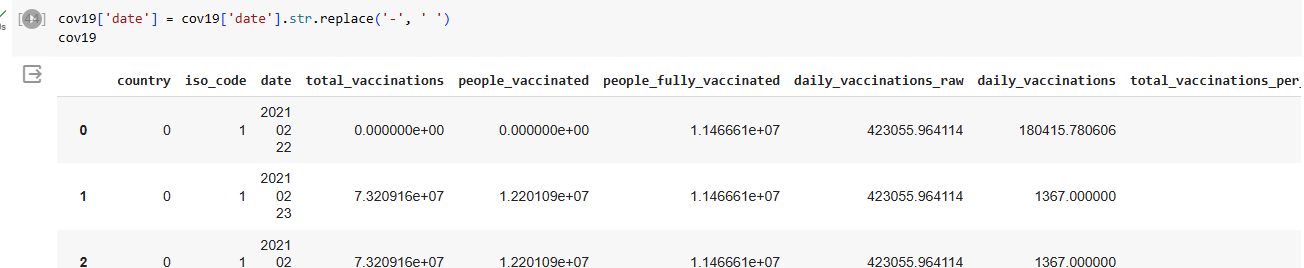 cov19['date'] = cov19['date'].str.replace('-', ' ')
cov19
country iso_code date total_vaccinations people_vaccinated people_fully_vaccinated daily_vaccinations_raw daily_vaccinations total_vaccinations_per_
0 0 1 2021 02 22 0.000000e+00 0.000000e+00 1.146661e+07 423055.964114 180415.780606
1 0 1 2021 02 23 7.320916e+07 1.220109e+07 1.146661e+07 423055.964114 1367.000000
2 0 1 2021 02 7.320916e+07 1.220109e+07 1.146661e+07 423055.964114 1367.000000